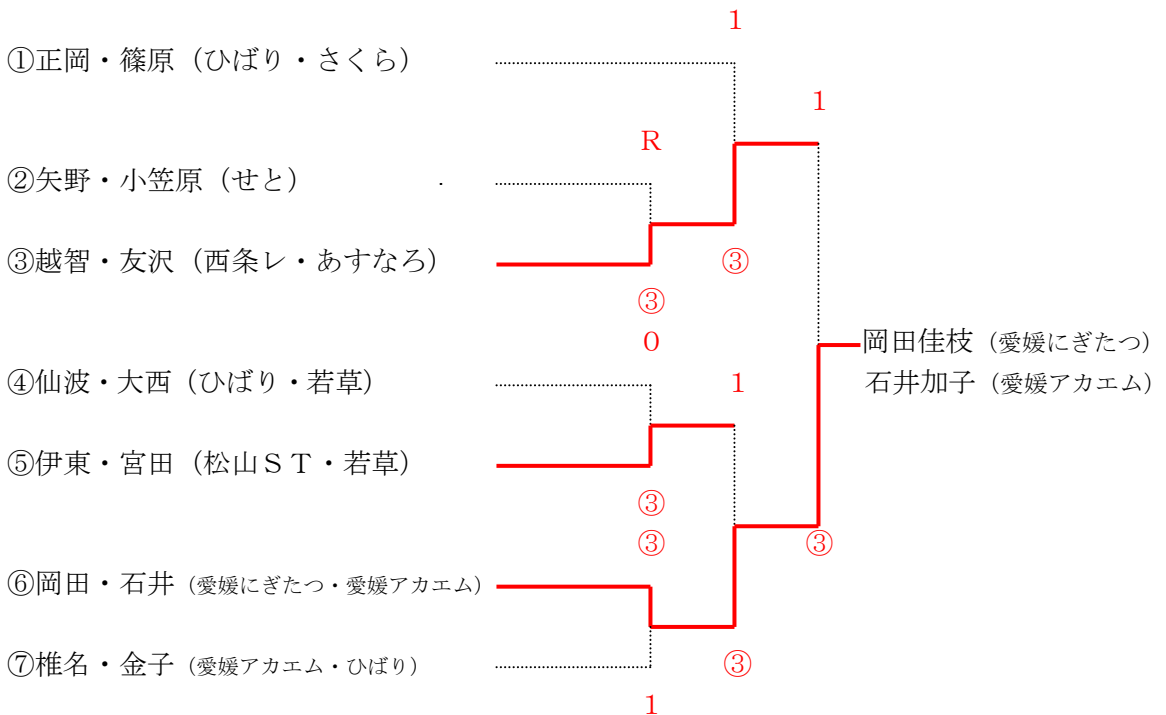 1
①正岡・篠原（ひばり・さくら）
1
R
②矢野・小笠原（せと）
.
③越智・友沢（西条レ・あすなろ）
③
③
0
岡田佳枝（愛媛にぎたつ）
④仙波・大西（ひばり・若草）
1
石井加子（愛媛アカエム）
⑤伊東・宮田（松山ＳＴ・若草）
③
③
③
⑥岡田・石井（愛媛にぎたつ・愛媛アカエム）
⑦椎名・金子（愛媛アカエム・ひばり）
③
1